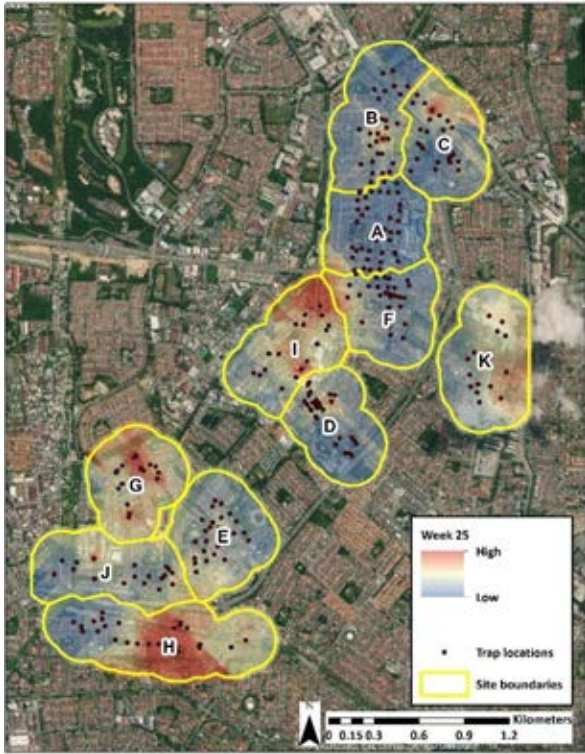 B
C
A
F
I
K
D
G
E
J
H
Week 25
High
Low
Trap locations
Site boundaries
N
Kilometers
0 0.15 0.3 0.6 0.9 1.2